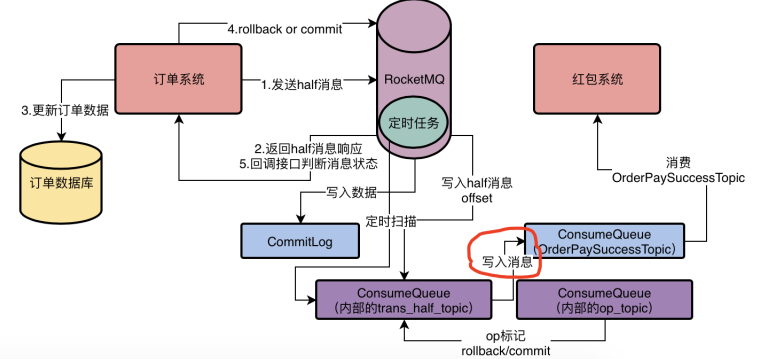 4.rollback or commit
订单系统
1.发送half消息
RocketMQ
红包系统
3.更新订单数据
定时任务
2.返回half消息响应
5.回调接口判断消息状态
订单数据库
写入数据
写入half消息
offset
消费
OrderPaySuccessTopic
定时扫描
CommitLog
ConsumeQueue
（OrderPaySuccessTopic）
写入消息
ConsumeQueue
（内部的trans_half_topic）
ConsumeQueue
（内部的op_topic）
op标记
rollback/commit